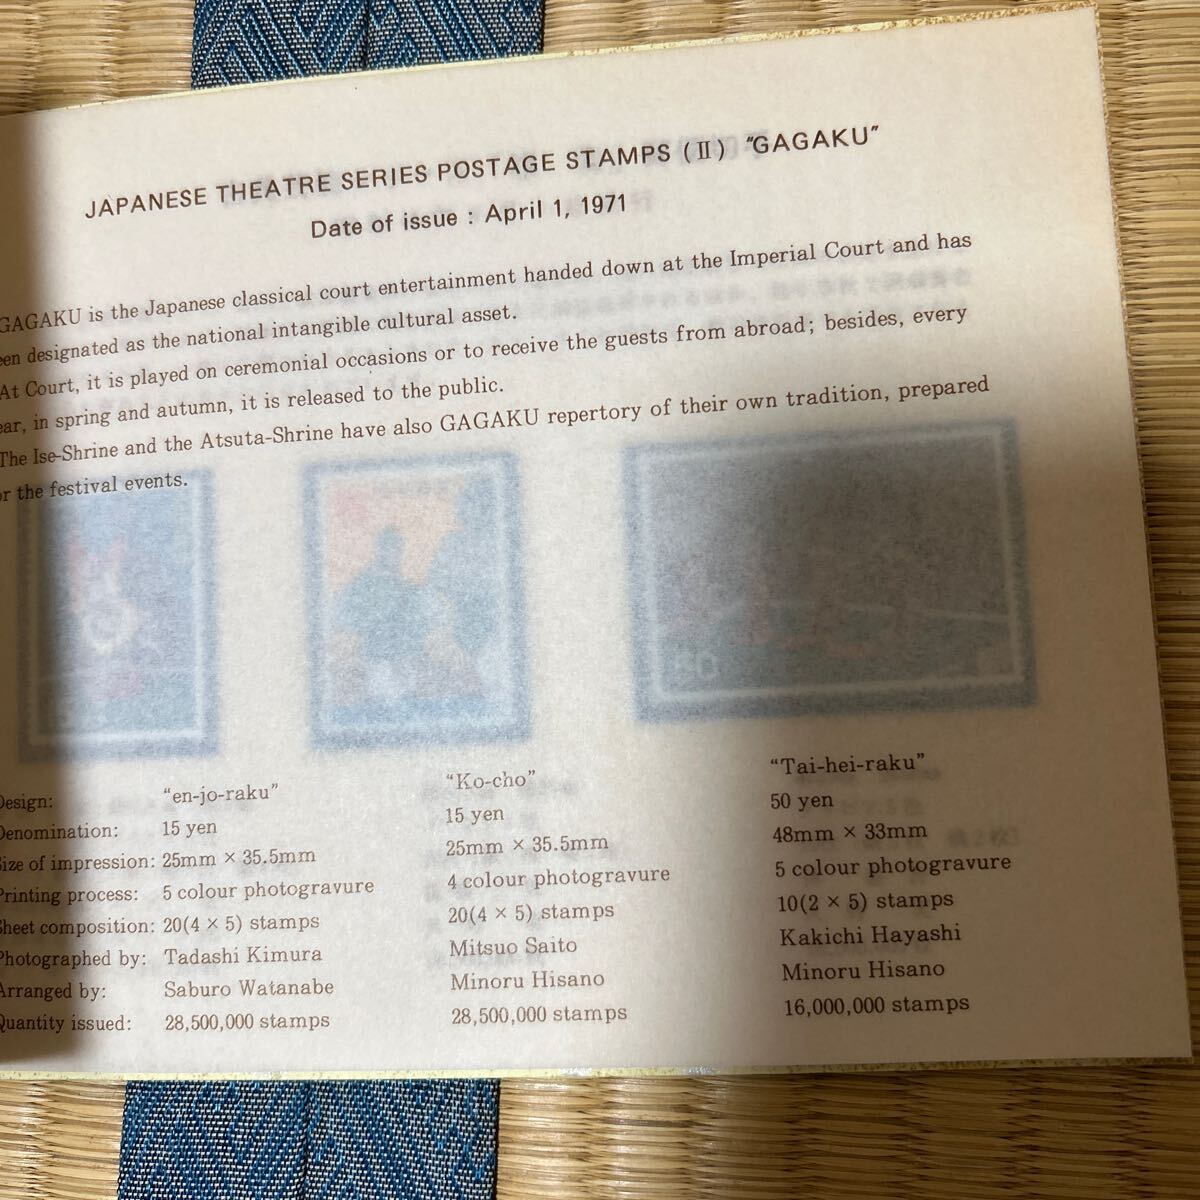 JAPANESE THEATRE SERIES POSTAGE STAMPS (II) "GAGAKU"
Date of issue : April 1, 1971
GAGAKU is the Japanese classical court entertainment handed down at the Imperial Court and has
een designated as the national intangible cultural asset.
At Court, it is played on ceremonial occasions or to receive the guests from abroad; besides, every
ear, in spring and autumn, it is released to the public.
The Ise-Shrine and the Atsuta-Shrine have also GAGAKU repertory of their own tradition, prepared
or the festival events.
50
Design: "en-jo-raku" "Ko-cho" "Tai-hei-raku"
Denomination: 15 yen 15 yen 50 yen
Size of impression: 25mm × 35.5mm 25mm × 35.5mm 48mm × 33mm
Printing process: 5 colour photogravure 4 colour photogravure 5 colour photogravure
Sheet composition: 20(4 × 5) stamps 20(4 × 5) stamps 10(2 × 5) stamps
Photographed by: Tadashi Kimura Mitsuo Saito Kakichi Hayashi
Arranged by: Saburo Watanabe Minoru Hisano Minoru Hisano
Quantity issued: 28,500,000 stamps 28,500,000 stamps 16,000,000 stamps